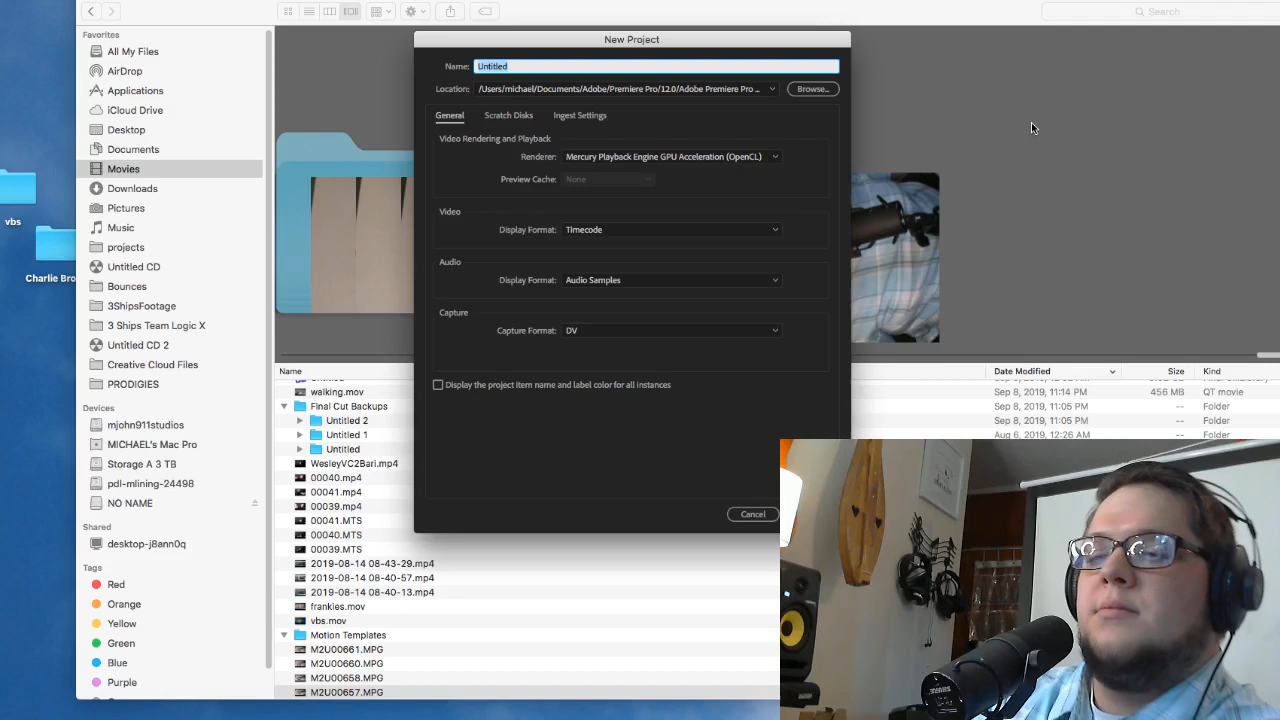 Search
Favorites
All My Files
AirDrop
Applications
iCloud Drive
Desktop
Documents
Movies
Downloads
Pictures
Music
projects
Untitled CD
Bounces
3ShipsFootage
3 Ships Team Logic X
Untitled CD 2
Creative Cloud Files
PRODIGIES
Devices
mjohn911studios
MICHAEL's Mac Pro
Storage A 3 TB
pdl-mlining-24498
NO NAME
Shared
desktop-j8ann0q
Tags
Red
Orange
Yellow
Green
Blue
Purple
vbs
Charlie Bro
New Project
Name: Untitled
Location: /Users/michael/Documents/Adobe/Premiere Pro/12.0/Adobe Premiere Pro ... Browse...
General Scratch Disks Ingest Settings
Video Rendering and Playback
Renderer: Mercury Playback Engine GPU Acceleration (OpenCL)
Preview Cache: None
Video
Display Format: Timecode
Audio
Display Format: Audio Samples
Capture
Capture Format: DV
Display the project item name and label color for all instances
Cancel
Name Date Modified Size Kind
walking.mov Sep 8, 2019, 11:14 PM 456 MB QT movie
Final Cut Backups Sep 8, 2019, 11:05 PM -- Folder
Untitled 2 Sep 8, 2019, 11:05 PM -- Folder
Untitled 1 Aug 6, 2019, 12:26 AM -- Folder
Untitled
WesleyVC2Bari.mp4
00040.mp4
00041.mp4
00039.mp4
00041.MTS
00040.MTS
00039.MTS
2019-08-14 08-43-29.mp4
2019-08-14 08-40-57.mp4
2019-08-14 08-40-13.mp4
frankies.mov
vbs.mov
Motion Templates
M2U00661.MPG
M2U00660.MPG
M2U00658.MPG
M2U00657.MPG